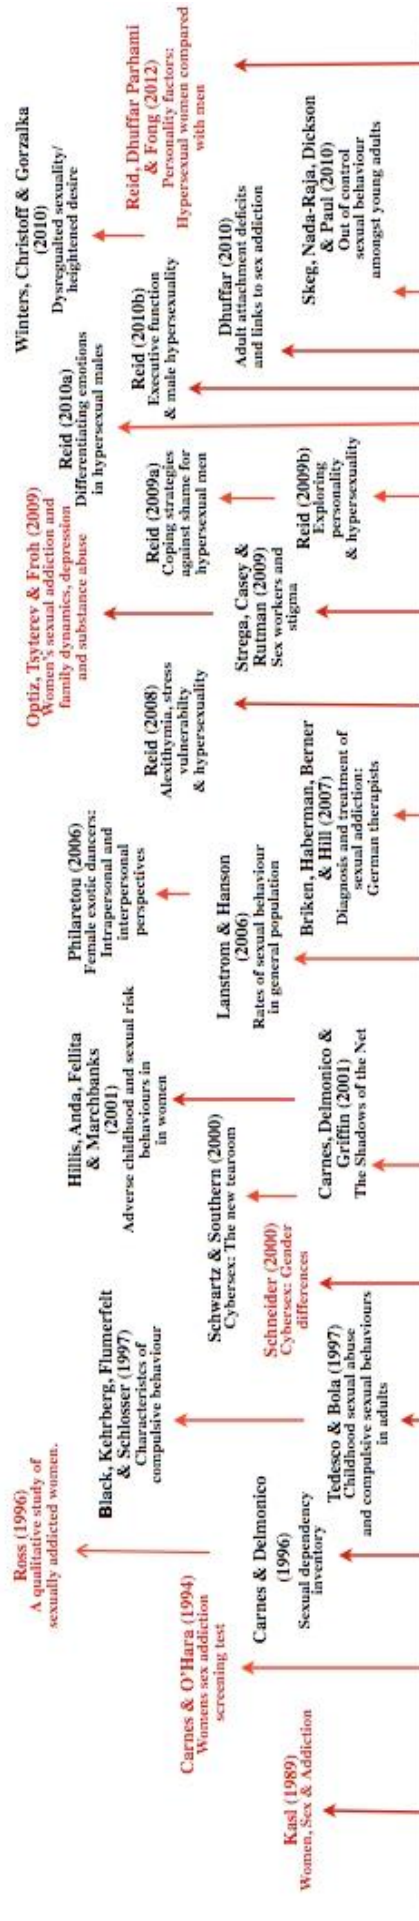 Kasl (1989)
Women, Sex & Addiction
Carnes & O'Hara (1994)
Womens sex addiction
screening test
Ross (1996)
A qualitative study of
sexually addicted women.
Carnes & Delmonico
(1996)
Sexual dependency
inventory
Black, Kehrberg, Flumerfelt
& Schlosser (1997)
Characteristcs of
compulsive behaviour
Tedesco & Bola (1997)
Childhood sexual abuse
and compulsive sexual behaviours
in adults
Schwartz & Southern (2000)
Cybersex: The new tearoom
Schneider (2000)
Cybersex: Gender
differences
Hillis, Anda, Fellita
& Marchbanks
(2001)
Adverse childhood and sexual risk
behaviours in
in women
Carnes, Delmonico &
Griffin (2001)
The Shadows of the Net
Philaretou (2006)
Female exotic dancers:
Intrapersonal and
interpersonal
perspectives
Lanstrom & Hanson
(2006)
Rates of sexual behaviour
in general population
Briken, Haberman, Berner
& Hill (2007)
Diagnosis and treatment of
sexual addiction:
German therapists
Reid (2008)
Alexithymia, stress
vulnerabilty
& hypersexuality
Optiz, Tsyterev & Froh (2009)
Women's sexual addiction and
family dynamics, depression
and substance abuse
Strega, Casey &
Rutman (2009)
Sex workers and
stigma
Reid (2009a)
Coping strategies
against shame for
hypersexual men
Reid (2009b)
Exploring
personality
& hypersexuality
Reid (2010a)
Differentiating emotions
in hypersexual males
Reid (2010b)
Executive function
& male hypersexuality
Dhuffar (2010)
Adult attachment deficits
and links to sex addiction
Skeg, Nada-Raja, Dickson
& Paul (2010)
Out of control
sexual behaviour
amongst young adults
Winters, Christoff & Gorzalka
(2010)
Dysregualted sexuality/
heightened desire
Reid, Dhuffar Parhami
& Fong (2012)
Personality factors:
Hypersexual women compared
with men